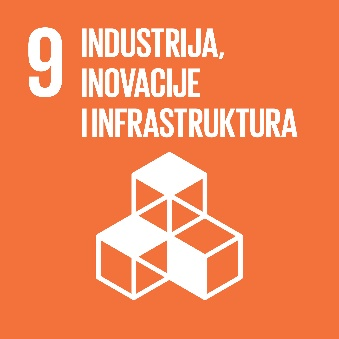 9 INDUSTRIJA,
INOVACIJE
I INFRASTRUKTURA